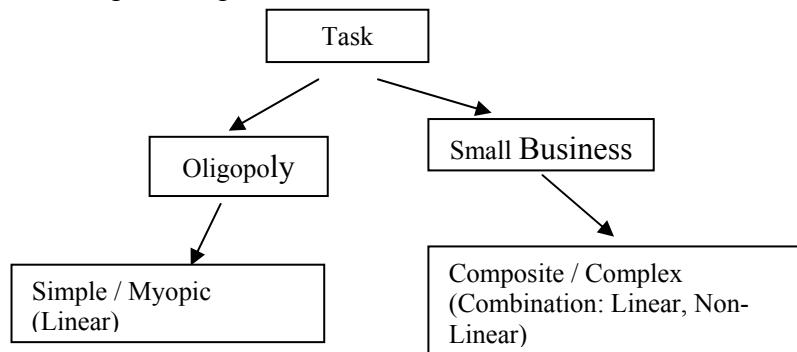 Task
Oligopoly
Small Business
Simple / Myopic
(Linear)
Composite / Complex
(Combination: Linear, Non-
Linear)